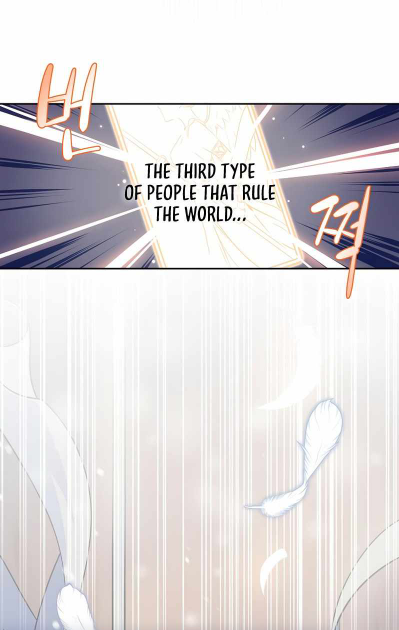 번
THE THIRD TYPE
OF PEOPLE THAT RULE
THE WORLD...
쩍